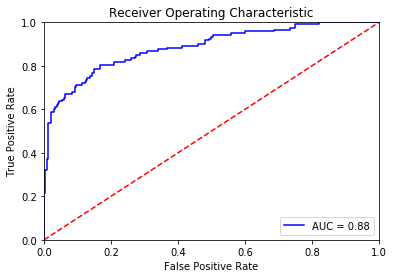 Receiver Operating Characteristic
1.0
0.8
0.6
0.4
0.2
0.0
True Positive Rate
AUC = 0.88
0.0 0.2 0.4 0.6 0.8 1.0
False Positive Rate